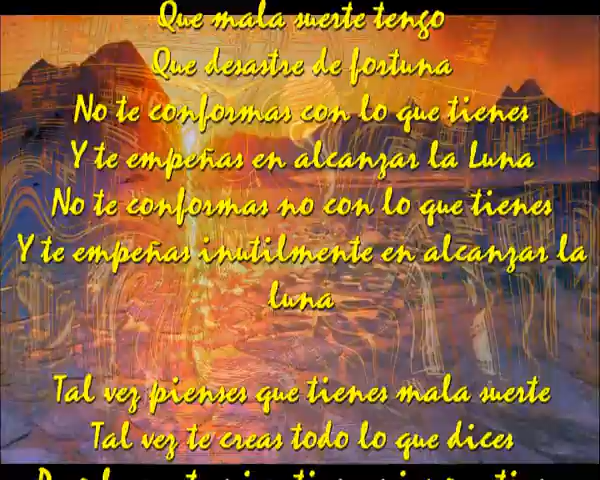 Que mala suerte tengo
Que desastre de fortuna
No te conformas con lo que tienes
Y te empeñas en alcanzar la Luna
No te conformas no con lo que tienes
Y te empeñas inutilmente en alcanzar la
luna
Tal vez pienses que tienes mala suerte
Tal vez te creas todo lo que dices